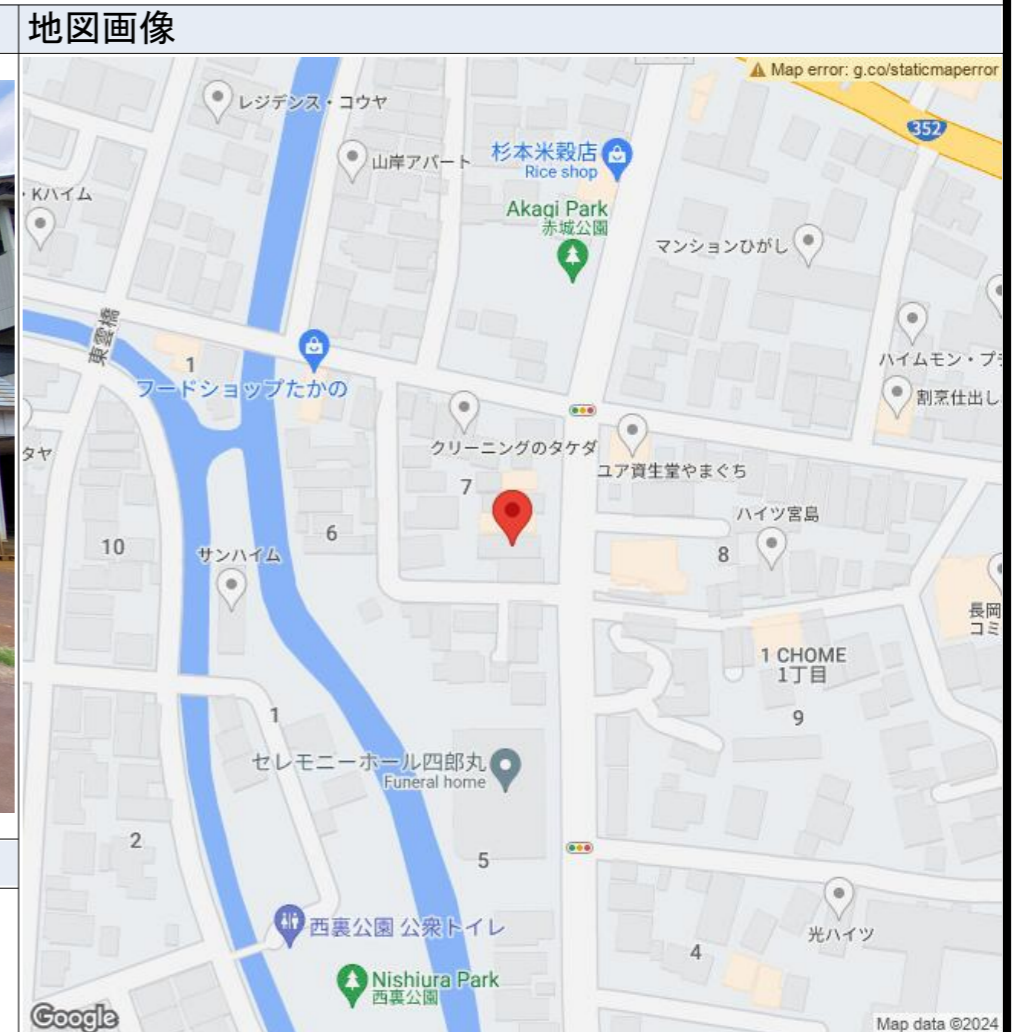 地図画像
Map error: g.co/staticmaperror
352
レジデンス・コウヤ
山岸アパート
杉本米穀店
Rice shop
・Kハイム
Akagi Park
赤城公園
マンションひがし
東雲橋
1
フードショップたかの
ハイムモン・プ
割烹仕出し
クリーニングのタケダ
ユア資生堂やまぐち
タヤ
7
ハイツ宮島
6
10
サンハイム
8
長岡
コミ
1 CHOME
1丁目
1
9
セレモニーホール四郎丸
Funeral home
2
5
西裏公園 公衆トイレ
光ハイツ
4
Nishiura Park
西裏公園
Google
Map data ©2024